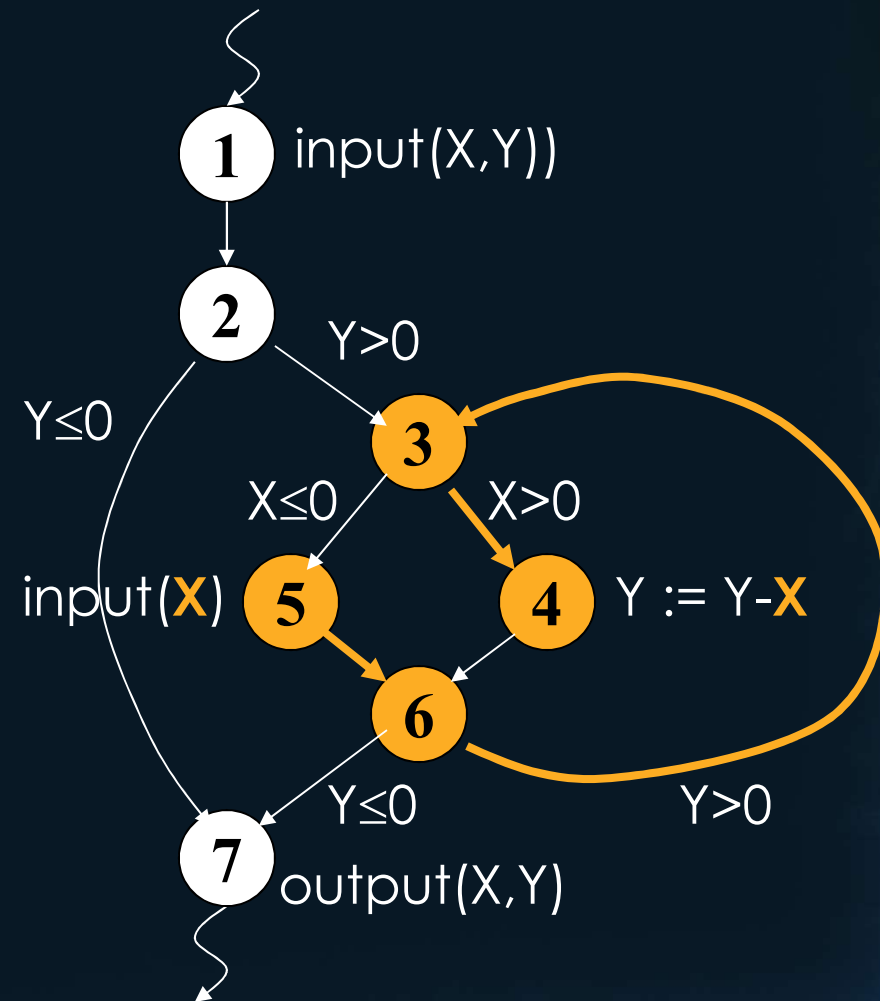 1 input(X,Y))
2
Y>0
Y≤0
3
X≤0 X>0
input(X) 5 4 Y := Y-X
6
Y≤0 Y>0
7
output(X,Y)